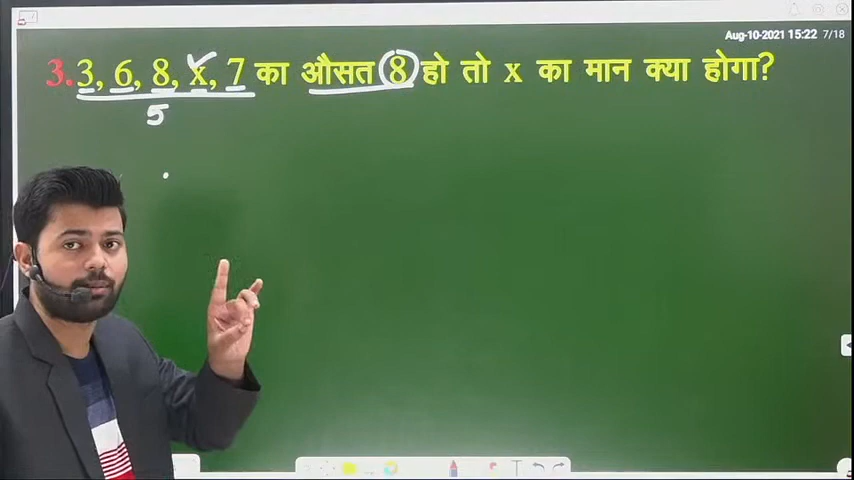 Aug-10-2021 15:22 7/18
3. 3, 6, 8, x, 7 का औसत 8 हो तो x का मान क्या होगा?
5